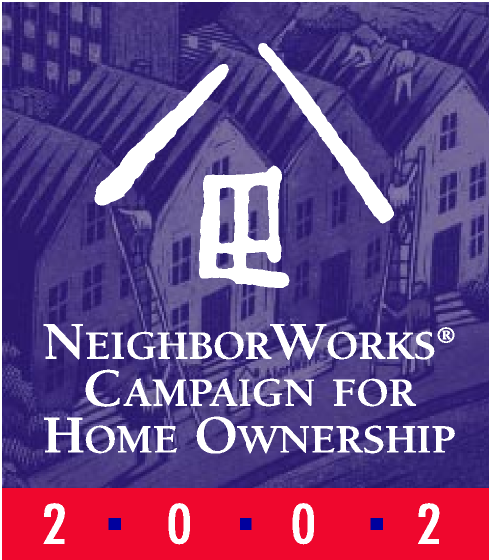 NEIGHBORWORKS®
CAMPAIGN FOR
HOME OWNERSHIP
2 ▪ 0 ▪ 0 ▪ 2